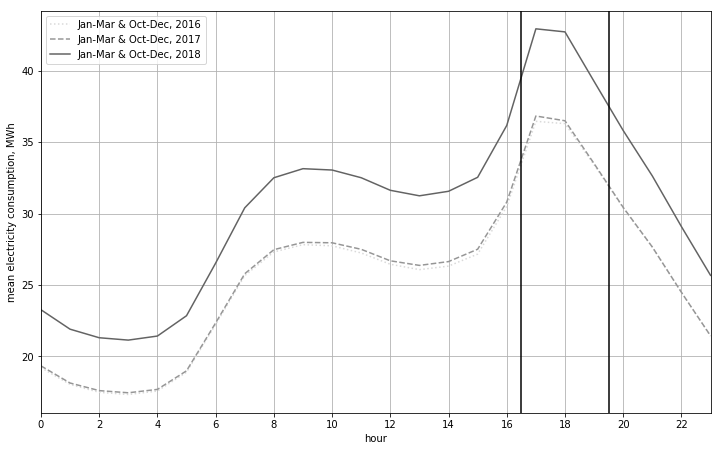 Jan-Mar & Oct-Dec, 2016
Jan-Mar & Oct-Dec, 2017
Jan-Mar & Oct-Dec, 2018
mean electricity consumption, MWh
40
35
30
25
20
0 2 4 6 8 10 12 14 16 18 20 22
hour